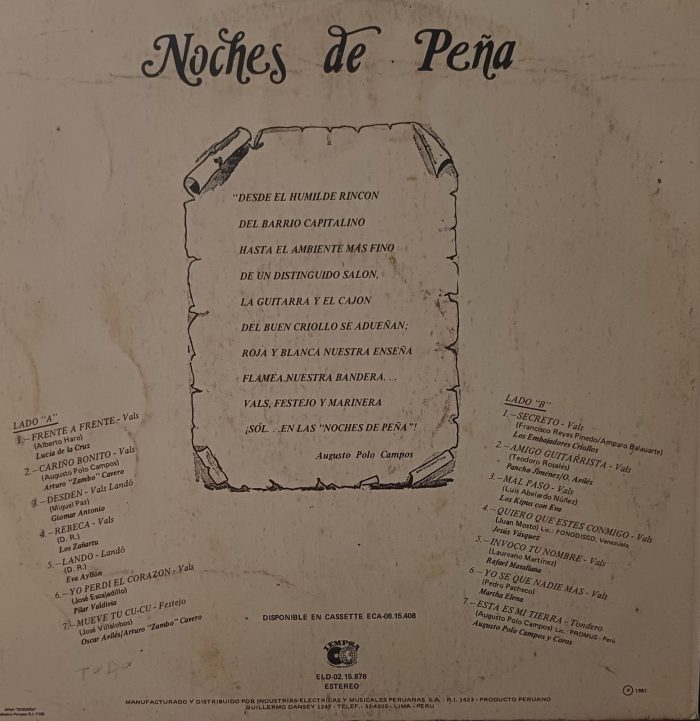 Noches de Peña
"DESDE EL HUMILDE RINCON
DEL BARRIO CAPITALINO
HASTA EL AMBIENTE MAS FINO
DE UN DISTINGUIDO SALON,
LA GUITARRA Y EL CAJON
DEL BUEN CRIOLLO SE ADUEÑAN;
ROJA Y BLANCA NUESTRA ENSEÑA
FLAMEA NUESTRA BANDERA. . .
VALS, FESTEJO Y MARINERA
¡SOL. . .EN LAS "NOCHES DE PEÑA"!
Augusto Polo Campos
LADO "A"
1.— FRENTE A FRENTE - Vals
(Alberto Haro)
Lucia de la Cruz
2.— CARIÑO BONITO - Vals
(Augusto Polo Campos)
Arturo "Zambo" Cavero
3.— DESDEN - Vals Landó
(Miguel Paz)
Giomar Antonio
4.— REBECA - Vals
(D. R.)
Los Zañartu
5.— LANDO - Landó
(D. R.)
Eva Ayllón
6.— YO PERDI EL CORAZON - Vals
(José Escajadillo)
Pilar Valdivia
7.— MUEVE TU CU-CU - Festejo
(José Villalobos)
Oscar Avilés/Arturo "Zambo" Cavero
LADO "B"
1.— SECRETO - Vals
(Francisco Reyes Pinedo/Amparo Baluarte)
Los Embajadores Criollos
2.— AMIGO GUITARRISTA - Vals
(Teodoro Rosales)
Pancho Jiménez/O. Avilés
3.— MAL PASO - Vals
(Luis Abelardo Núñez)
Los Kipus con Eva
4.— QUIERO QUE ESTES CONMIGO - Vals
(Juan Mosto) Lic.: FONODISCO, Venezuela
Jesús Vásquez
5.— INVOCO TU NOMBRE - Vals
(Laureano Martínez)
Rafael Matallana
6.— YO SE QUE NADIE MAS - Vals
(Pedro Pacheco)
Martha Elena
7.— ESTA ES MI TIERRA - Tondero
(Augusto Polo Campos) Lic.: PROMUS - Perú
Augusto Polo Campos y Coros
DISPONIBLE EN CASSETTE ECA-08.15.408
TODO
IEMPSA
ELD-02.15.878
ESTEREO
℗ 1981
MANUFACTURADO Y DISTRIBUIDO POR INDUSTRIAS ELECTRICAS Y MUSICALES PERUANAS S.A. - R.I. 1423 - PRODUCTO PERUANO
GUILLERMO DANSEY 1247 - TELEF.: 32-4005 - LIMA - PERU